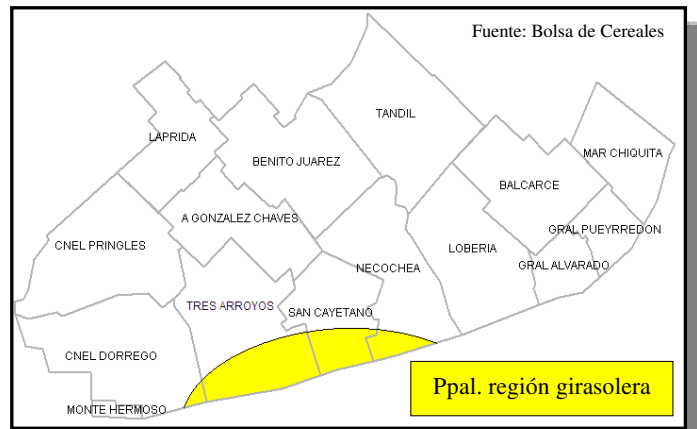 Fuente: Bolsa de Cereales
TANDIL
LAPRIDA
MAR CHIQUITA
BENITO JUAREZ
BALCARCE
A GONZALEZ CHAVES
GRAL PUEYRREDON
CNEL PRINGLES
LOBERIA
GRAL ALVARADO
NECOCHEA
TRES ARROYOS
SAN CAYETANO
CNEL DORREGO
Ppal. región girasolera
MONTE HERMOSO